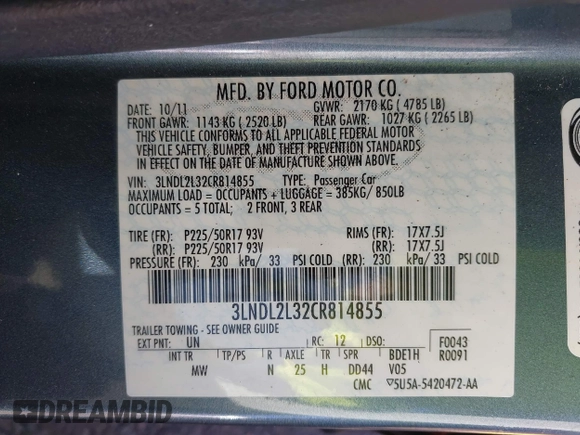 MFD. BY FORD MOTOR CO.
DATE: 10/11 GVWR: 2170 KG ( 4785 LB)
FRONT GAWR: 1143 KG ( 2520 LB) REAR GAWR: 1027 KG ( 2265 LB)
THIS VEHICLE CONFORMS TO ALL APPLICABLE FEDERAL MOTOR
VEHICLE SAFETY, BUMPER, AND THEFT PREVENTION STANDARDS
IN EFFECT ON THE DATE OF MANUFACTURE SHOWN ABOVE.
VIN: 3LNDL2L32CR814855 TYPE: Passenger Car
MAXIMUM LOAD = OCCUPANTS + LUGGAGE = 385KG/ 850LB
OCCUPANTS = 5 TOTAL; 2 FRONT, 3 REAR
TIRE (FR): P225/50R17 93V RIMS (FR): 17X7.5J
(RR): P225/50R17 93V (RR): 17X7.5J
PRESSURE (FR): 230 kPa/ 33 PSI COLD (RR): 230 kPa/ 33 PSI COLD
3LNDL2L32CR814855
TRAILER TOWING - SEE OWNER GUIDE
EXT PNT: UN RC: 12 DSO: F0043
INT TR TP/PS R AXLE TR SPR BDE1H R0091
MW N 25 H DD44 V05
CMC ▽5U5A-5420472-AA
DREAMBID